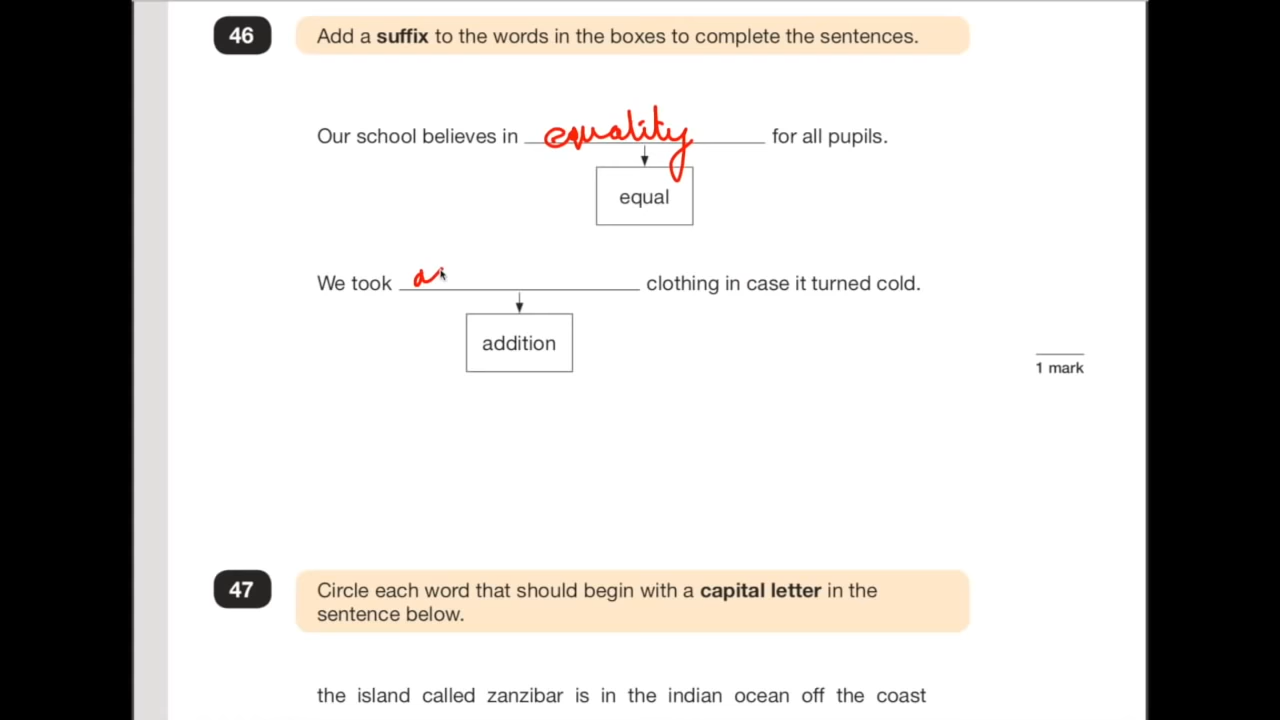 46 Add a suffix to the words in the boxes to complete the sentences.
Our school believes in equality for all pupils.
equal
We took a clothing in case it turned cold.
addition
1 mark
47 Circle each word that should begin with a capital letter in the
sentence below.
the island called zanzibar is in the indian ocean off the coast